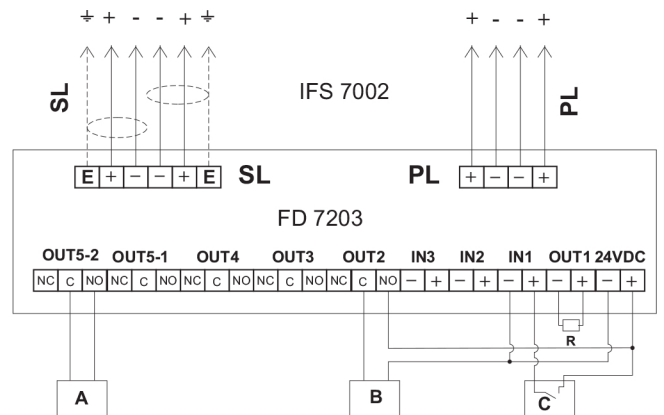 + - - +
+ - - +
SL
IFS 7002
PL
E + - - + E SL
PL + - - +
FD 7203
OUT5-2 OUT5-1 OUT4 OUT3 OUT2 IN3 IN2 IN1 OUT1 24VDC
NC C NO NC C NO NC C NO NC C NO NC C NO - + - + - + - + - +
R
A
B
C